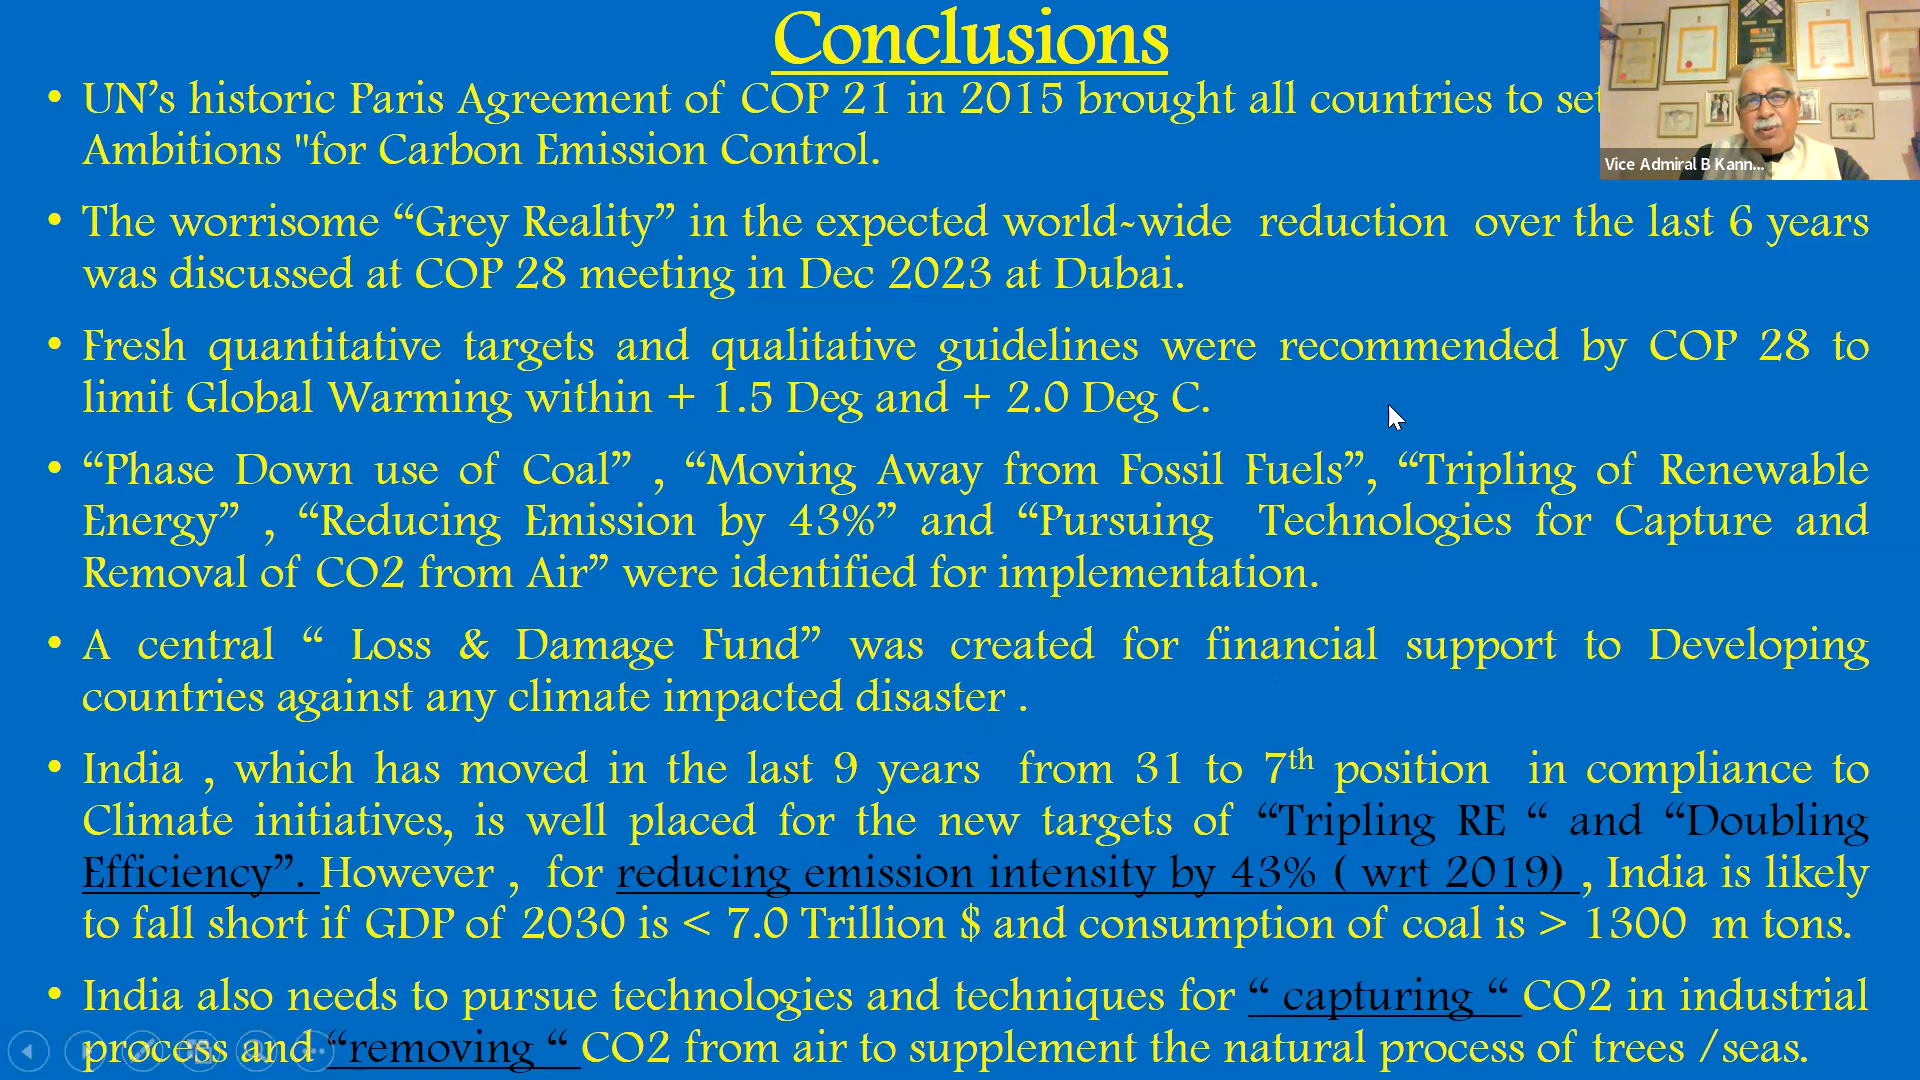 Conclusions
• UN’s historic Paris Agreement of COP 21 in 2015 brought all countries to set
Ambitions "for Carbon Emission Control.
Vice Admiral B Kann...
• The worrisome “Grey Reality” in the expected world-wide reduction over the last 6 years
was discussed at COP 28 meeting in Dec 2023 at Dubai.
• Fresh quantitative targets and qualitative guidelines were recommended by COP 28 to
limit Global Warming within + 1.5 Deg and + 2.0 Deg C.
• “Phase Down use of Coal” , “Moving Away from Fossil Fuels”, “Tripling of Renewable
Energy” , “Reducing Emission by 43%” and “Pursuing Technologies for Capture and
Removal of CO2 from Air” were identified for implementation.
• A central “ Loss & Damage Fund” was created for financial support to Developing
countries against any climate impacted disaster .
• India , which has moved in the last 9 years from 31 to 7th position in compliance to
Climate initiatives, is well placed for the new targets of “Tripling RE “ and “Doubling
Efficiency”. However , for reducing emission intensity by 43% ( wrt 2019) , India is likely
to fall short if GDP of 2030 is < 7.0 Trillion $ and consumption of coal is > 1300 m tons.
• India also needs to pursue technologies and techniques for “ capturing “ CO2 in industrial
process and “removing “ CO2 from air to supplement the natural process of trees /seas.